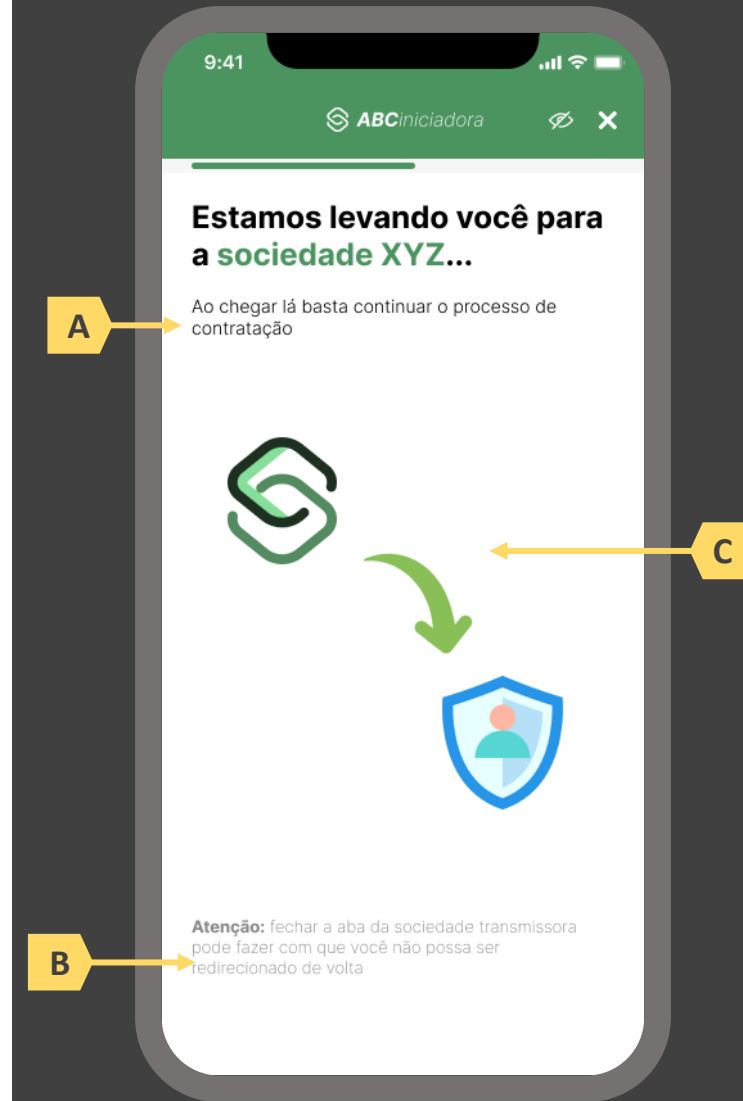 9:41
ABCiniciadora
Estamos levando você para
a sociedade XYZ...
A
Ao chegar lá basta continuar o processo de
contratação
C
Atenção: fechar a aba da sociedade transmissora
pode fazer com que você não possa ser
B
redirecionado de volta